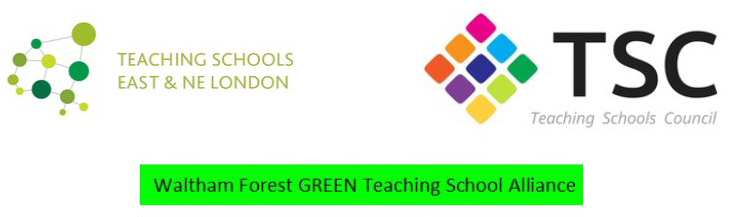 TEACHING SCHOOLS
EAST & NE LONDON
TSC
Teaching Schools Council
Waltham Forest GREEN Teaching School Alliance